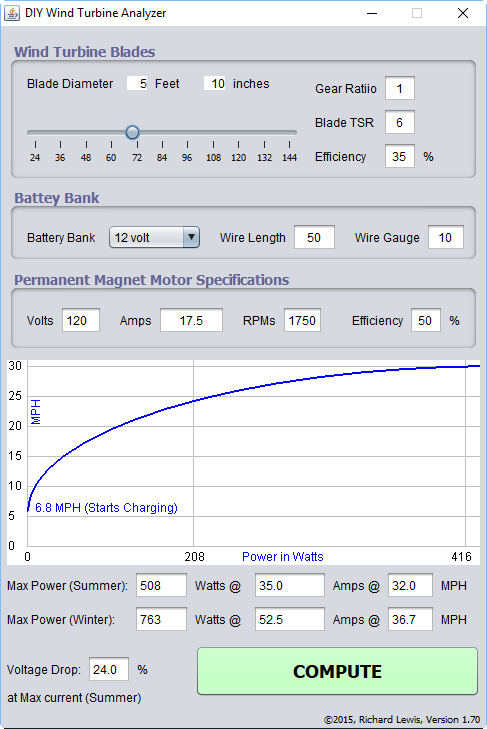 DIY Wind Turbine Analyzer
Wind Turbine Blades
Blade Diameter 5 Feet 10 inches
Gear Ratiio 1
Blade TSR 6
24 36 48 60 72 84 96 108 120 132 144
Efficiency 35 %
Battey Bank
Battery Bank 12 volt Wire Length 50 Wire Gauge 10
Permanent Magnet Motor Specifications
Volts 120 Amps 17.5 RPMs 1750 Efficiency 50 %
30
25
20
15
10
5
0
MPH
6.8 MPH (Starts Charging)
0 208 Power in Watts 416
Max Power (Summer): 508 Watts @ 35.0 Amps @ 32.0 MPH
Max Power (Winter): 763 Watts @ 52.5 Amps @ 36.7 MPH
Voltage Drop: 24.0 %
at Max current (Summer)
COMPUTE
©2015, Richard Lewis, Version 1.70